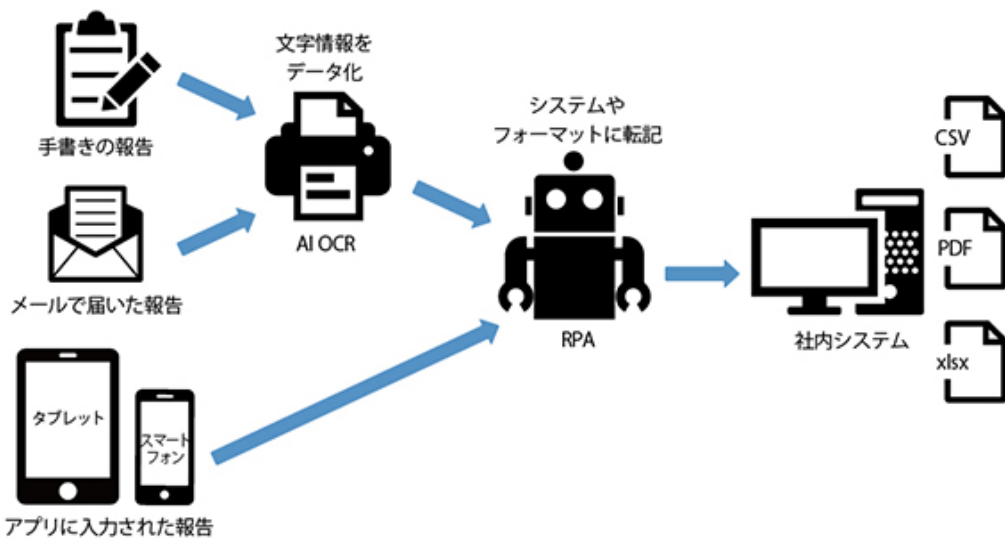 手書きの報告
メールで届いた報告
タブレット
スマート
フォン
アプリに入力された報告
文字情報を
データ化
AI OCR
システムや
フォーマットに転記
RPA
社内システム
CSV
PDF
xlsx